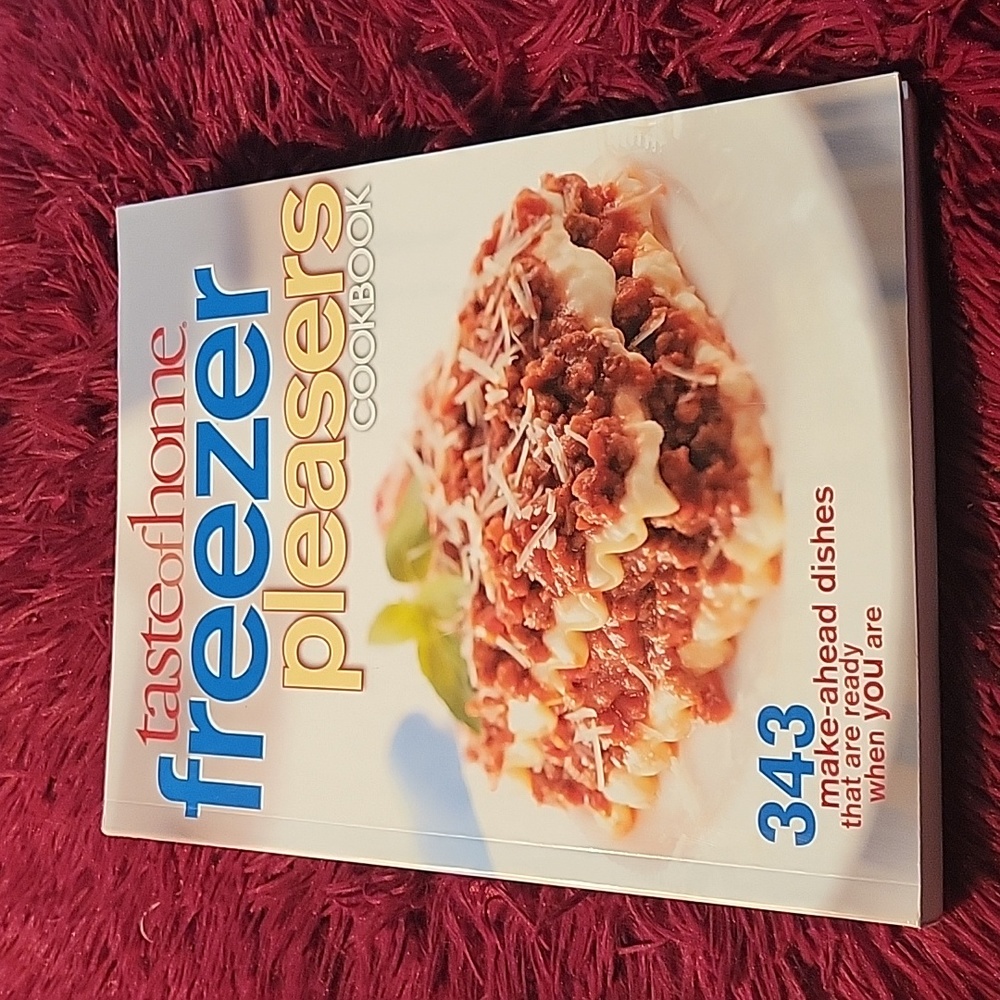 tasteofhome
freezer
pleasers
COOKBOOK
343
make-ahead dishes
that are ready
when you are